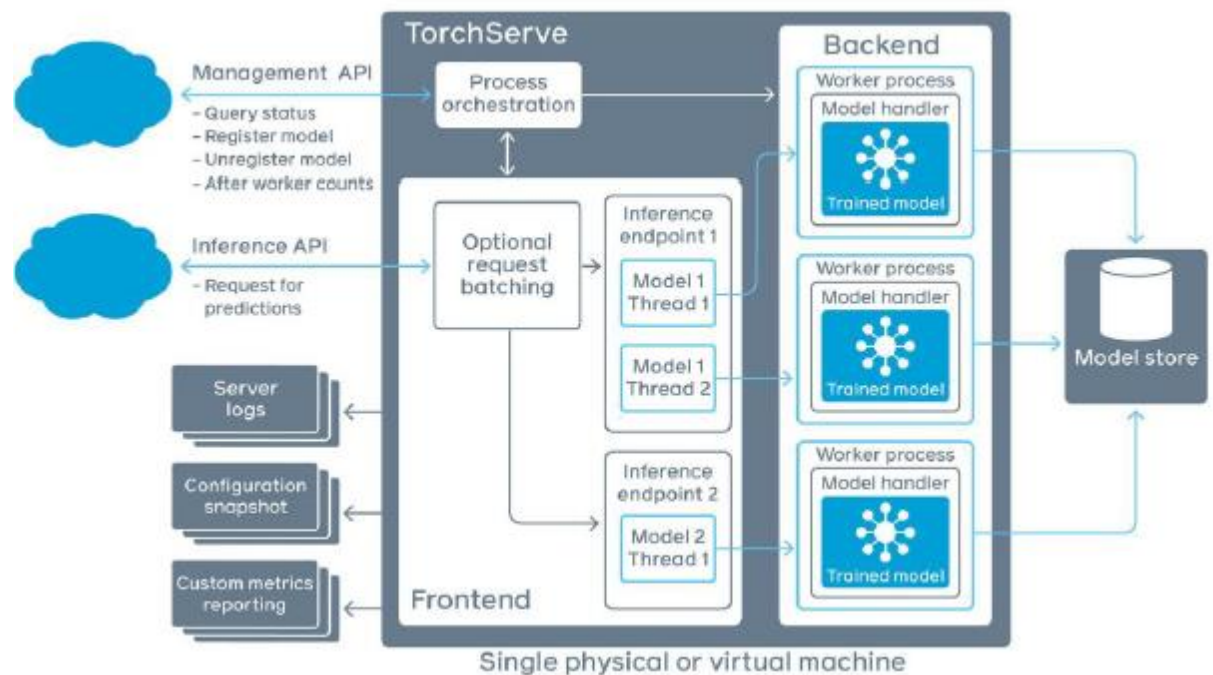 TorchServe
Backend
Management API
- Query status
- Register model
- Unregister model
- After worker counts
Process
orchestration
Inference API
- Request for
predictions
Optional
request
batching
Inference
endpoint 1
Model 1
Thread 1
Model 1
Thread 2
Inference
endpoint 2
Model 2
Thread 1
Frontend
Worker process
Model handler
Trained model
Worker process
Model handler
Trained model
Worker process
Model handler
Trained model
Model store
Server
logs
Configuration
snapshot
Custom metrics
reporting
Single physical or virtual machine